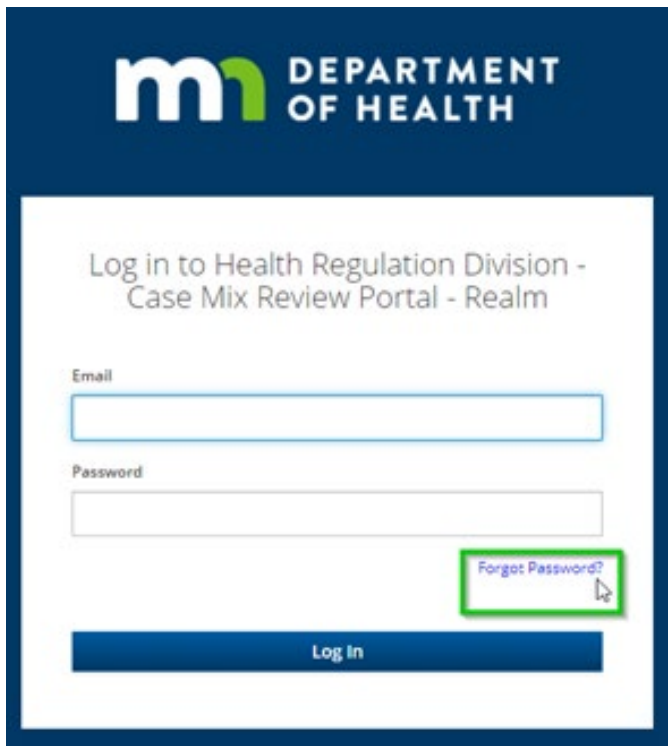 mn DEPARTMENT
OF HEALTH
Log in to Health Regulation Division -
Case Mix Review Portal - Realm
Email
Password
Forgot Password?
Log In